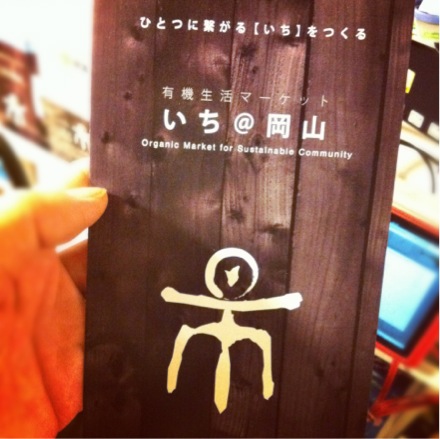 ひとつに繋がる【いち】をつくる
有機生活マーケット
いち@岡山
Organic Market for Sustainable Community